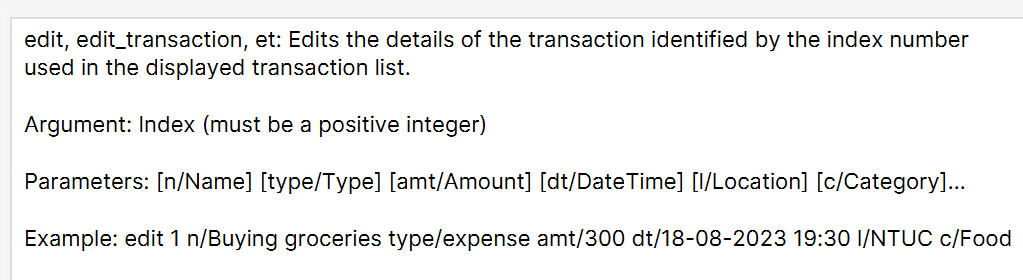 edit, edit_transaction, et: Edits the details of the transaction identified by the index number
used in the displayed transaction list.
Argument: Index (must be a positive integer)
Parameters: [n/Name] [type/Type] [amt/Amount] [dt/DateTime] [l/Location] [c/Category]...
Example: edit 1 n/Buying groceries type/expense amt/300 dt/18-08-2023 19:30 l/NTUC c/Food